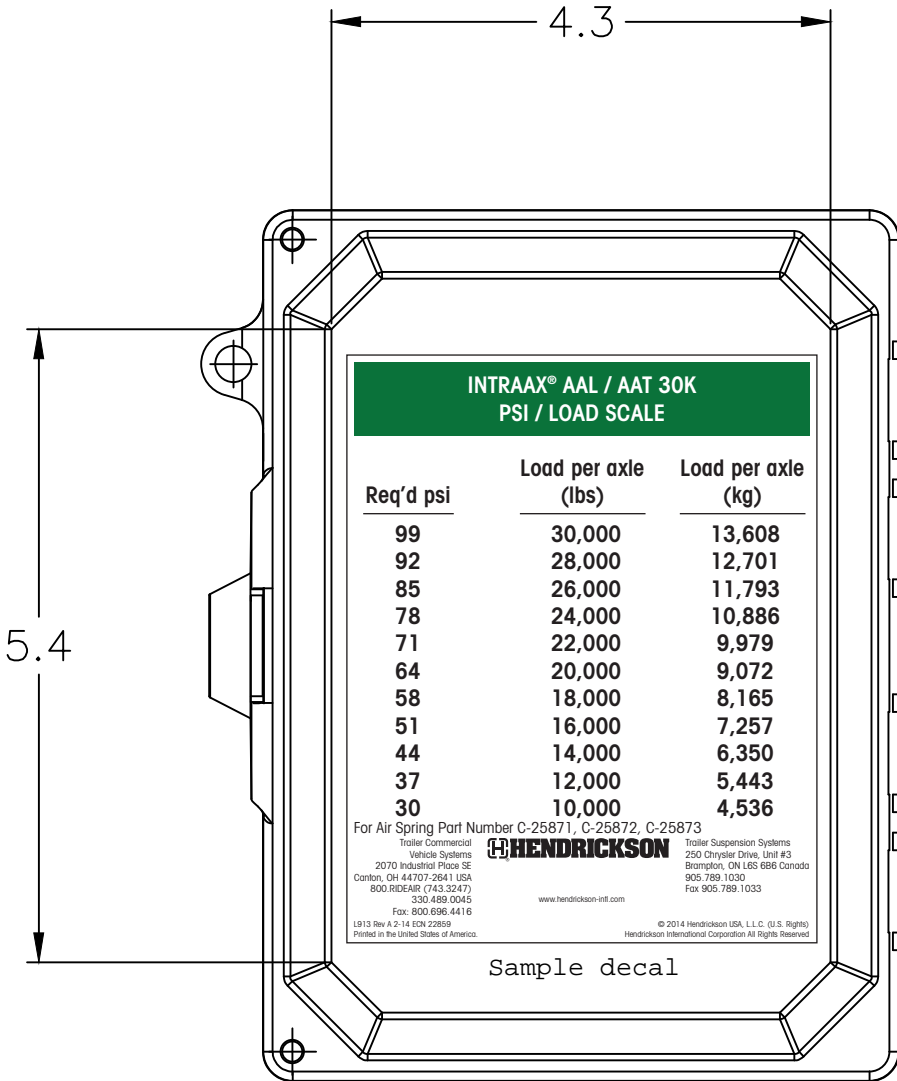 4.3
5.4
INTRAAX® AAL / AAT 30K
PSI / LOAD SCALE
Req'd psi Load per axle (lbs) Load per axle (kg)
99 30,000 13,608
92 28,000 12,701
85 26,000 11,793
78 24,000 10,886
71 22,000 9,979
64 20,000 9,072
58 18,000 8,165
51 16,000 7,257
44 14,000 6,350
37 12,000 5,443
30 10,000 4,536
For Air Spring Part Number C-25871, C-25872, C-25873
Trailer Commercial
Vehicle Systems
2070 Industrial Place SE
Canton, OH 44707-2641 USA
800.RIDEAIR (743.3247)
330.489.0045
Fax: 800.696.4416
H HENDRICKSON
www.hendrickson-intl.com
Trailer Suspension Systems
250 Chrysler Drive, Unit #3
Brampton, ON L6S 6B6 Canada
905.789.1030
Fax 905.789.1033
L913 Rev A 2-14 ECN 22859
Printed in the United States of America.
© 2014 Hendrickson USA, L.L.C. (U.S. Rights)
Hendrickson International Corporation All Rights Reserved
Sample decal